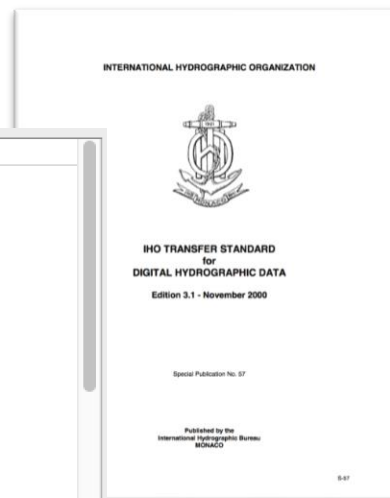 INTERNATIONAL HYDROGRAPHIC ORGANIZATION
IHO TRANSFER STANDARD
for
DIGITAL HYDROGRAPHIC DATA
Edition 3.1 - November 2000
Special Publication No. 57
Published by the
International Hydrographic Bureau
MONACO
S-57